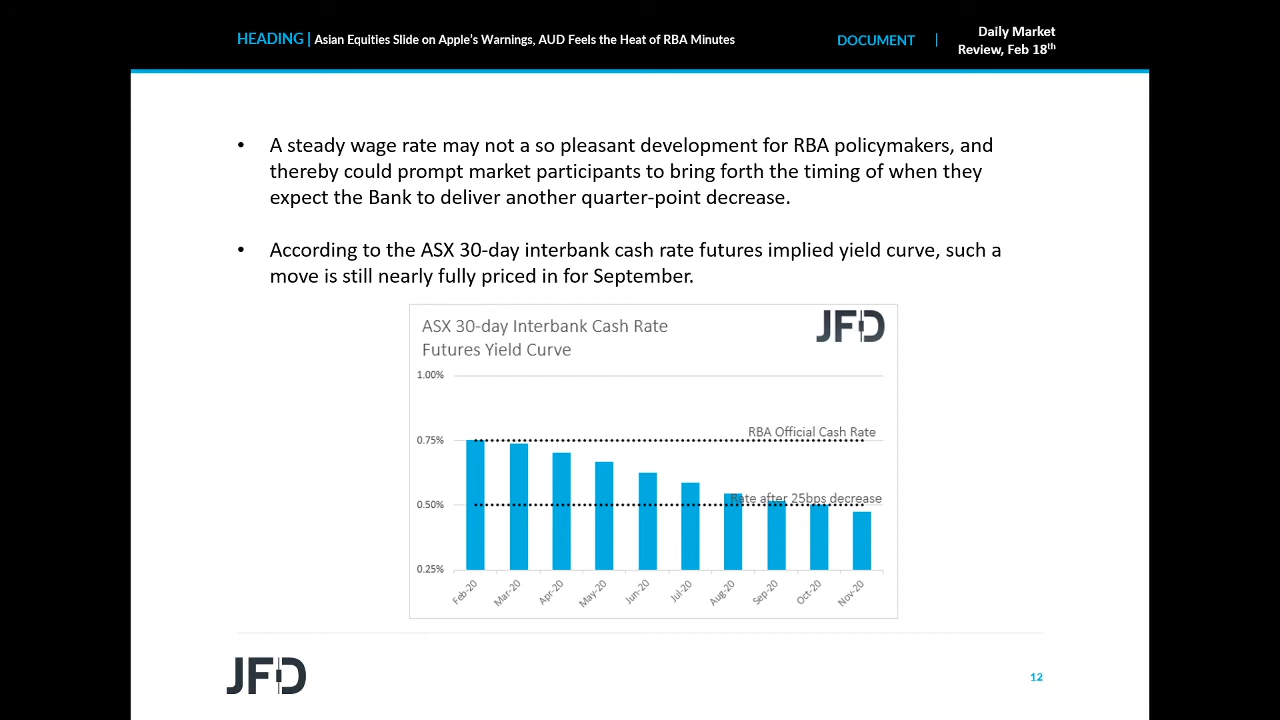 HEADING | Asian Equities Slide on Apple's Warnings, AUD Feels the Heat of RBA Minutes
DOCUMENT |
Daily Market
Review, Feb 18th
• A steady wage rate may not a so pleasant development for RBA policymakers, and
thereby could prompt market participants to bring forth the timing of when they
expect the Bank to deliver another quarter-point decrease.
• According to the ASX 30-day interbank cash rate futures implied yield curve, such a
move is still nearly fully priced in for September.
ASX 30-day Interbank Cash Rate
Futures Yield Curve
JFD
1.00%
RBA Official Cash Rate
0.75%
Rate after 25bps decrease
0.50%
0.25%
Feb-20 Mar-20 Apr-20 May-20 Jun-20 Jul-20 Aug-20 Sep-20 Oct-20 Nov-20
JFD
12